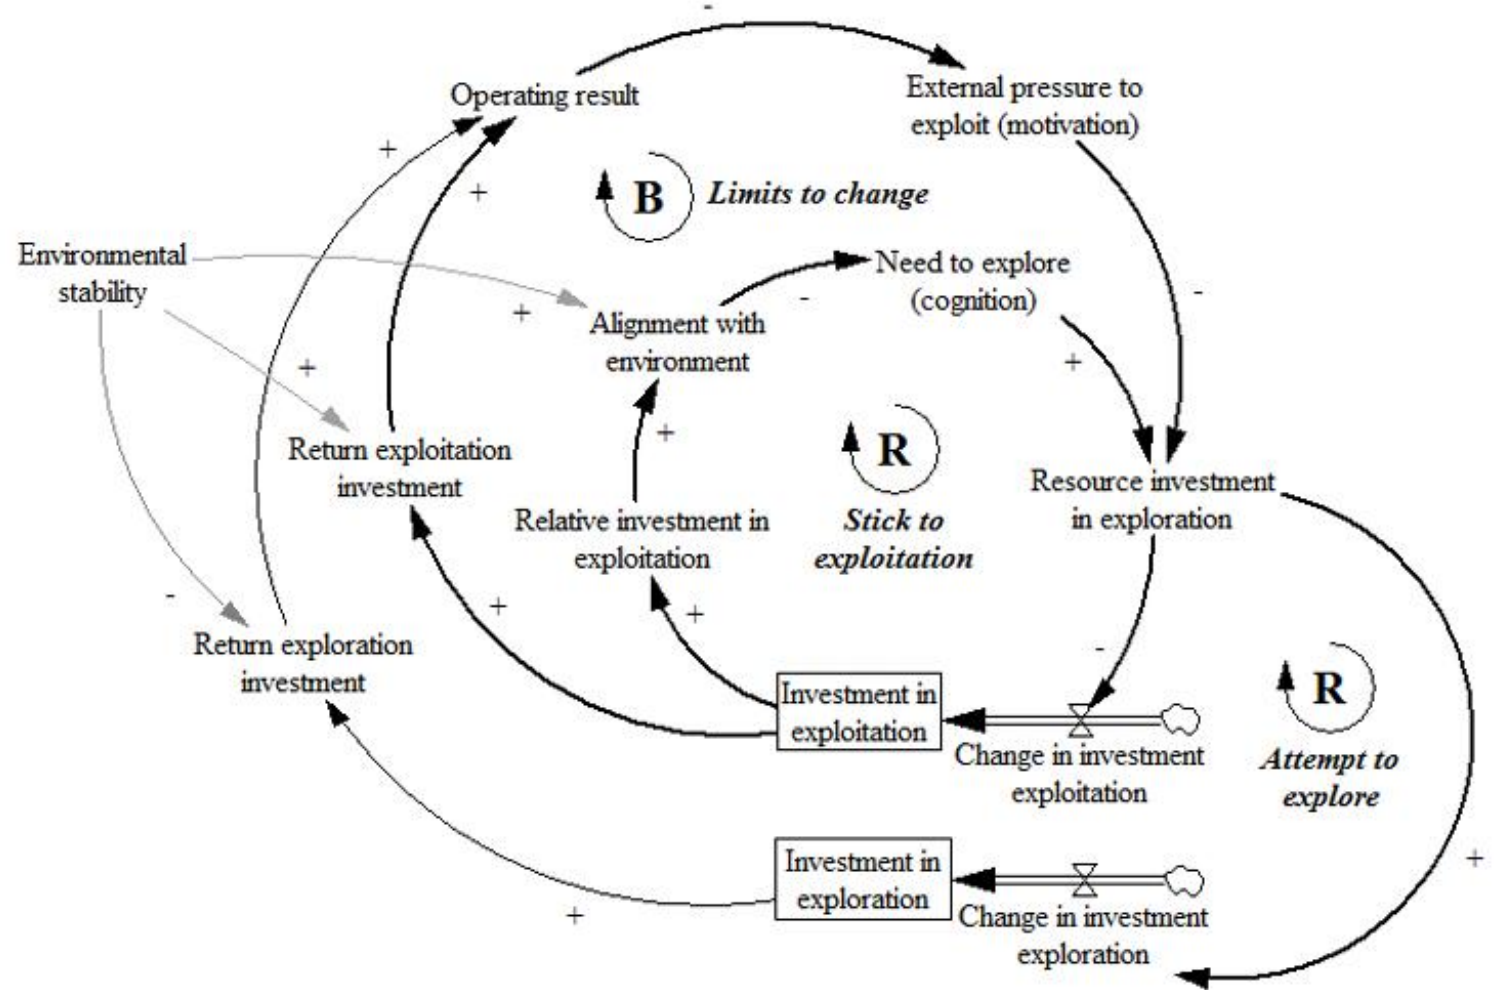 -
Operating result
External pressure to
exploit (motivation)
+
+
B
Limits to change
Environmental
stability
Need to explore
(cognition)
-
-
+
Alignment with
environment
+
+
+
R
Return exploitation
investment
Resource investment
in exploration
Relative investment in
exploitation
Stick to
exploitation
-
+
+
Return exploration
investment
-
R
Investment in
exploitation
Change in investment
exploitation
Attempt to
explore
+
Investment in
exploration
+
Change in investment
exploration